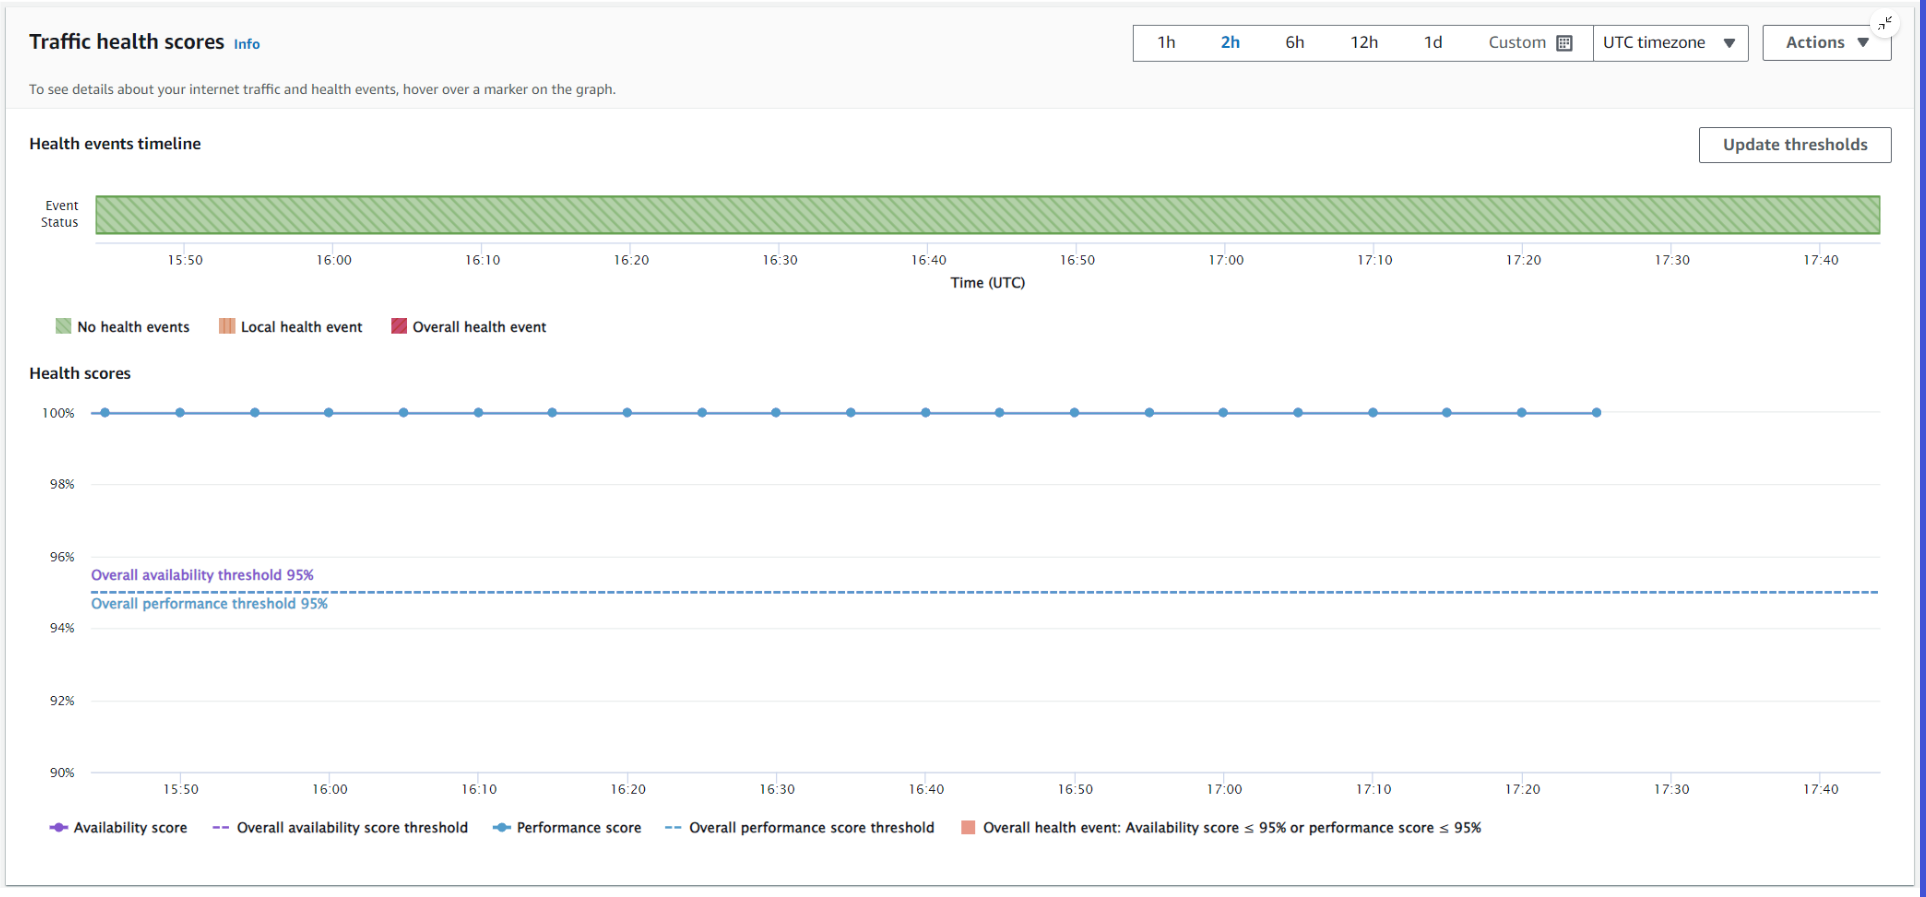 Traffic health scores Info
1h 2h 6h 12h 1d Custom UTC timezone Actions
To see details about your internet traffic and health events, hover over a marker on the graph.
Health events timeline
Update thresholds
Event
Status
15:50 16:00 16:10 16:20 16:30 16:40 16:50 17:00 17:10 17:20 17:30 17:40
Time (UTC)
No health events Local health event Overall health event
Health scores
100%
98%
96%
Overall availability threshold 95%
Overall performance threshold 95%
94%
92%
90%
15:50 16:00 16:10 16:20 16:30 16:40 16:50 17:00 17:10 17:20 17:30 17:40
Availability score Overall availability score threshold Performance score Overall performance score threshold Overall health event: Availability score ≤ 95% or performance score ≤ 95%